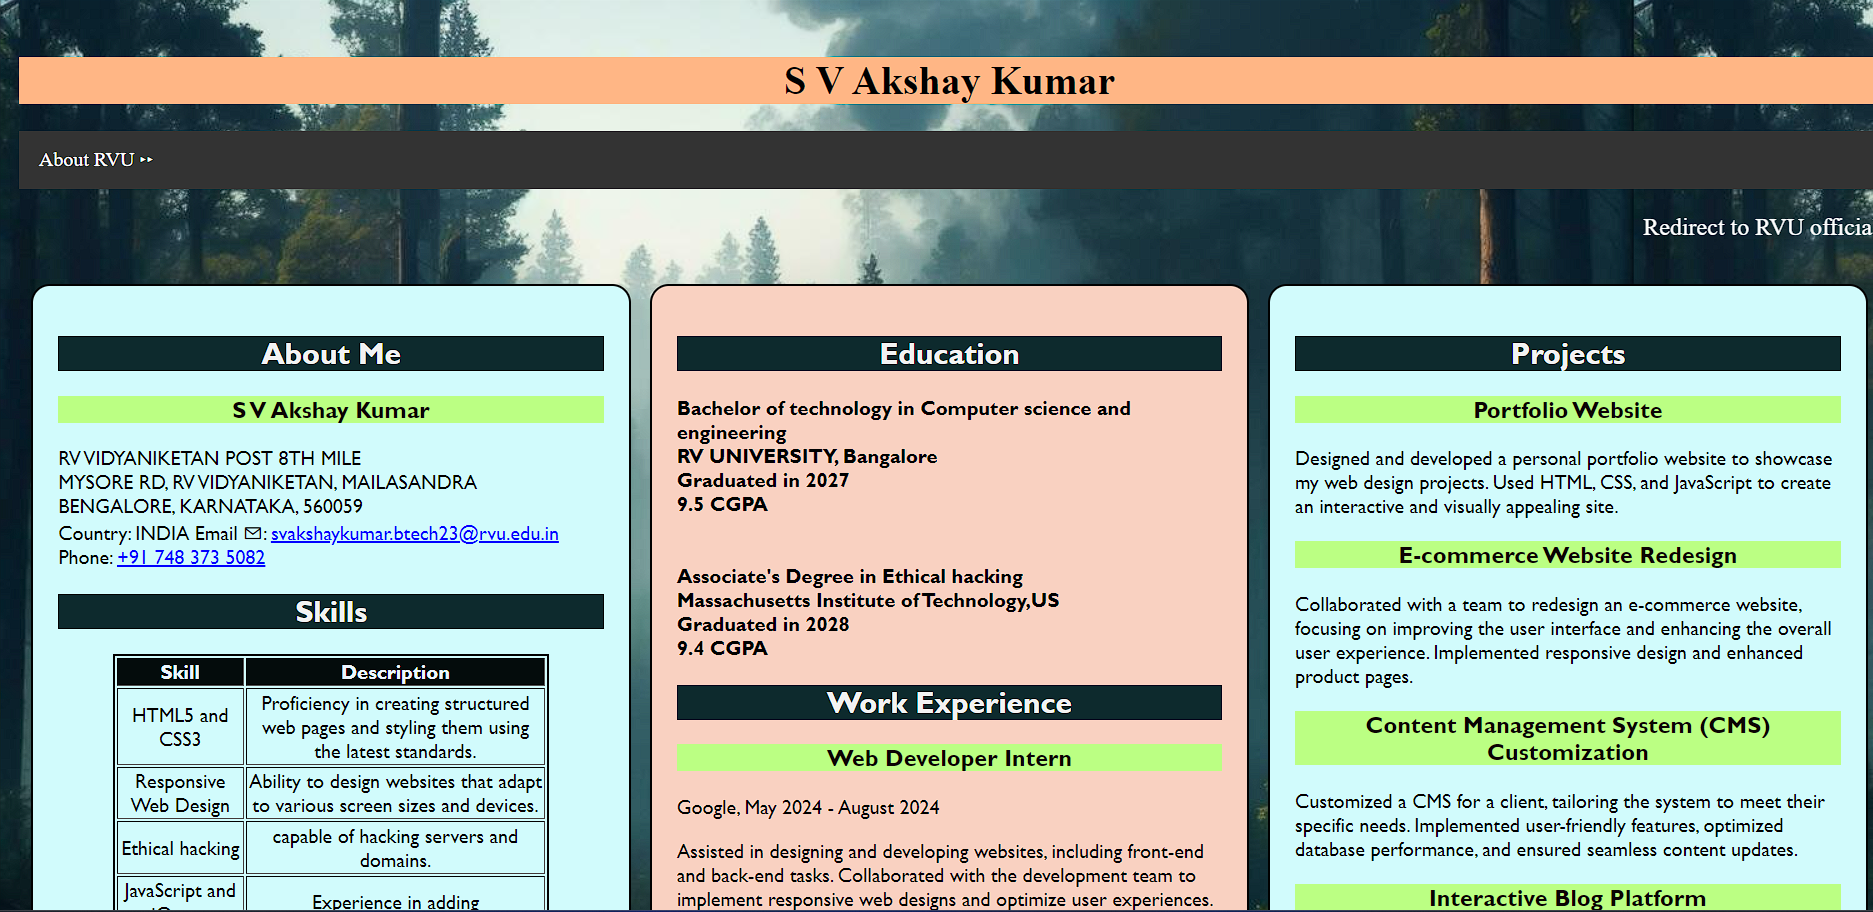 S V Akshay Kumar
About RVU ▸▸
Redirect to RVU officia
About Me
S V Akshay Kumar
RV VIDYANIKETAN POST 8TH MILE
MYSORE RD, RV VIDYANIKETAN, MAILASANDRA
BENGALORE, KARNATAKA, 560059
Country: INDIA Email ✉: svakshaykumar.btech23@rvu.edu.in
Phone: +91 748 373 5082
Skills
Skill Description
HTML5 and
CSS3
Proficiency in creating structured
web pages and styling them using
the latest standards.
Responsive
Web Design
Ability to design websites that adapt
to various screen sizes and devices.
Ethical hacking
capable of hacking servers and
domains.
JavaScript and
Experience in adding
Education
Bachelor of technology in Computer science and
engineering
RV UNIVERSITY, Bangalore
Graduated in 2027
9.5 CGPA
Associate's Degree in Ethical hacking
Massachusetts Institute of Technology,US
Graduated in 2028
9.4 CGPA
Work Experience
Web Developer Intern
Google, May 2024 - August 2024
Assisted in designing and developing websites, including front-end
and back-end tasks. Collaborated with the development team to
implement responsive web designs and optimize user experiences.
Projects
Portfolio Website
Designed and developed a personal portfolio website to showcase
my web design projects. Used HTML, CSS, and JavaScript to create
an interactive and visually appealing site.
E-commerce Website Redesign
Collaborated with a team to redesign an e-commerce website,
focusing on improving the user interface and enhancing the overall
user experience. Implemented responsive design and enhanced
product pages.
Content Management System (CMS)
Customization
Customized a CMS for a client, tailoring the system to meet their
specific needs. Implemented user-friendly features, optimized
database performance, and ensured seamless content updates.
Interactive Blog Platform